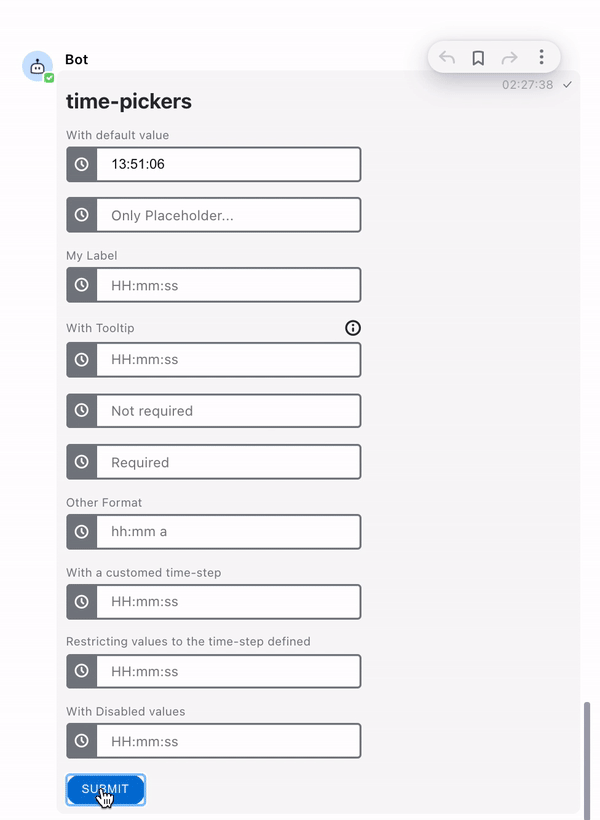 Bot
02:27:38
time-pickers
With default value
13:51:06
Only Placeholder...
My Label
HH:mm:ss
With Tooltip
HH:mm:ss
Not required
Required
Other Format
hh:mm a
With a customed time-step
HH:mm:ss
Restricting values to the time-step defined
HH:mm:ss
With Disabled values
HH:mm:ss
SUBMIT